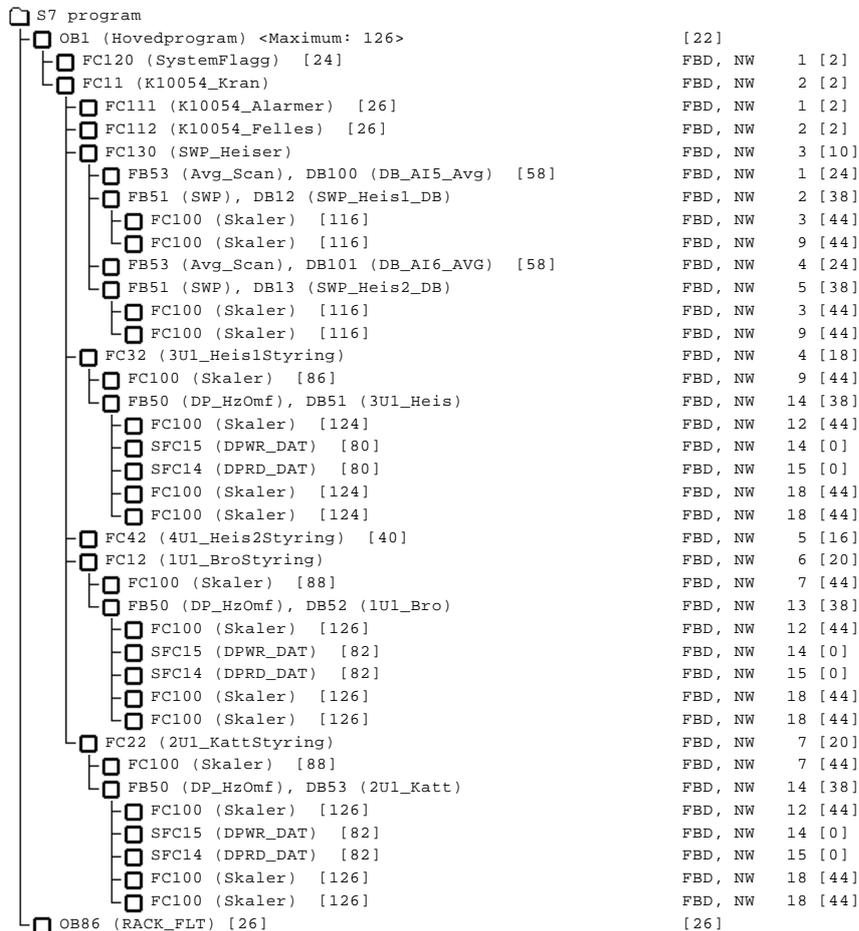 S7 program
OB1 (Hovedprogram) <Maximum: 126> [22]
FC120 (SystemFlagg) [24] FBD, NW 1 [2]
FC11 (K10054_Kran) FBD, NW 2 [2]
FC111 (K10054_Alarmer) [26] FBD, NW 1 [2]
FC112 (K10054_Felles) [26] FBD, NW 2 [2]
FC130 (SWP_Heiser) FBD, NW 3 [10]
FB53 (Avg_Scan), DB100 (DB_AI5_Avg) [58] FBD, NW 1 [24]
FB51 (SWP), DB12 (SWP_Heis1_DB) FBD, NW 2 [38]
FC100 (Skaler) [116] FBD, NW 3 [44]
FC100 (Skaler) [116] FBD, NW 9 [44]
FB53 (Avg_Scan), DB101 (DB_AI6_AVG) [58] FBD, NW 4 [24]
FB51 (SWP), DB13 (SWP_Heis2_DB) FBD, NW 5 [38]
FC100 (Skaler) [116] FBD, NW 3 [44]
FC100 (Skaler) [116] FBD, NW 9 [44]
FC32 (3U1_Heis1Styring) FBD, NW 4 [18]
FC100 (Skaler) [86] FBD, NW 9 [44]
FB50 (DP_HzOmf), DB51 (3U1_Heis) FBD, NW 14 [38]
FC100 (Skaler) [124] FBD, NW 12 [44]
SFC15 (DPWR_DAT) [80] FBD, NW 14 [0]
SFC14 (DPRD_DAT) [80] FBD, NW 15 [0]
FC100 (Skaler) [124] FBD, NW 18 [44]
FC100 (Skaler) [124] FBD, NW 18 [44]
FC42 (4U1_Heis2Styring) [40] FBD, NW 5 [16]
FC12 (1U1_BroStyring) FBD, NW 6 [20]
FC100 (Skaler) [88] FBD, NW 7 [44]
FB50 (DP_HzOmf), DB52 (1U1_Bro) FBD, NW 13 [38]
FC100 (Skaler) [126] FBD, NW 12 [44]
SFC15 (DPWR_DAT) [82] FBD, NW 14 [0]
SFC14 (DPRD_DAT) [82] FBD, NW 15 [0]
FC100 (Skaler) [126] FBD, NW 18 [44]
FC100 (Skaler) [126] FBD, NW 18 [44]
FC22 (2U1_KattStyring) FBD, NW 7 [20]
FC100 (Skaler) [88] FBD, NW 7 [44]
FB50 (DP_HzOmf), DB53 (2U1_Katt) FBD, NW 14 [38]
FC100 (Skaler) [126] FBD, NW 12 [44]
SFC15 (DPWR_DAT) [82] FBD, NW 14 [0]
SFC14 (DPRD_DAT) [82] FBD, NW 15 [0]
FC100 (Skaler) [126] FBD, NW 18 [44]
FC100 (Skaler) [126] FBD, NW 18 [44]
OB86 (RACK_FLT) [26] [26]